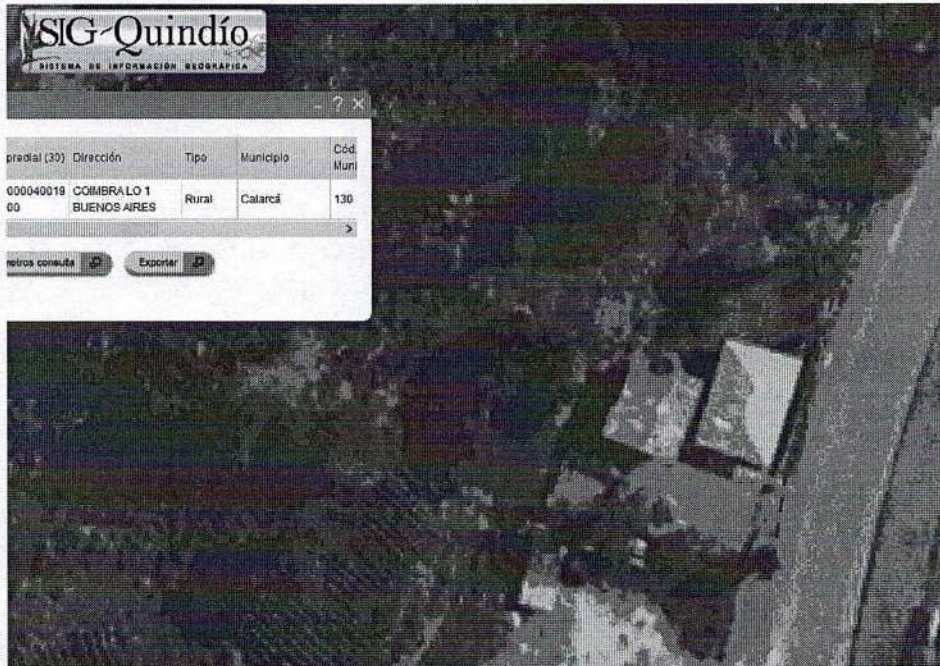 SIG-Quindío
SISTEMA DE INFORMACIÓN GEOGRÁFICA
- ? ×
predial (30) Dirección Tipo Municipio Cód. Muni
000040019 COIMBRA LO 1 Rural Calarcá 130
00 BUENOS AIRES
>
metros consulta Exportar